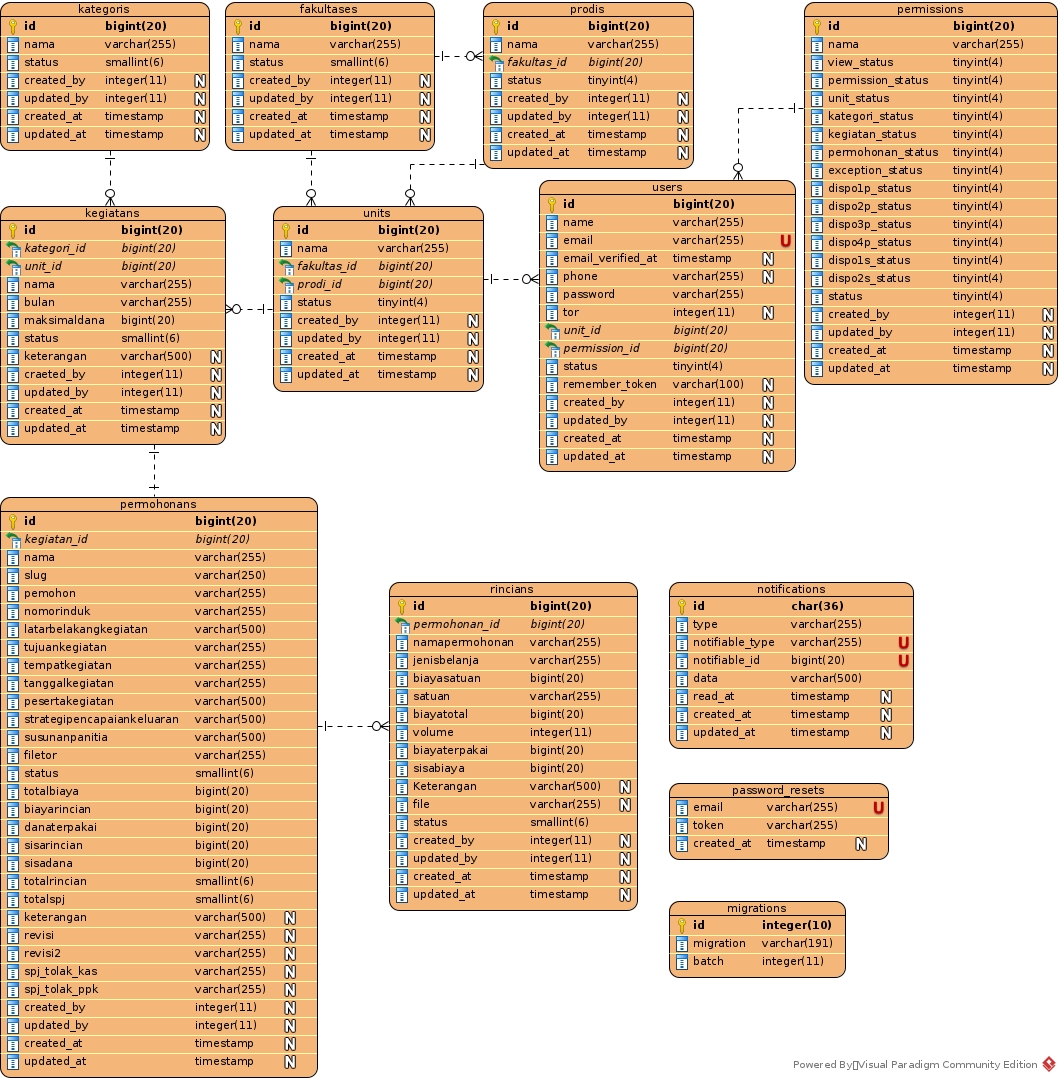 kategoris
id bigint(20)
nama varchar(255)
status smallint(6)
created_by integer(11) N
updated_by integer(11) N
created_at timestamp N
updated_at timestamp N
fakultases
id bigint(20)
nama varchar(255)
status smallint(6)
created_by integer(11) N
updated_by integer(11) N
created_at timestamp N
updated_at timestamp N
prodis
id bigint(20)
nama varchar(255)
fakultas_id bigint(20)
status tinyint(4)
created_by integer(11) N
updated_by integer(11) N
created_at timestamp N
updated_at timestamp N
permissions
id bigint(20)
nama varchar(255)
view_status tinyint(4)
permission_status tinyint(4)
unit_status tinyint(4)
kategori_status tinyint(4)
kegiatan_status tinyint(4)
permohonan_status tinyint(4)
exception_status tinyint(4)
dispo1p_status tinyint(4)
dispo2p_status tinyint(4)
dispo3p_status tinyint(4)
dispo4p_status tinyint(4)
dispo1s_status tinyint(4)
dispo2s_status tinyint(4)
status tinyint(4)
created_by integer(11) N
updated_by integer(11) N
created_at timestamp N
updated_at timestamp N
kegiatans
id bigint(20)
kategori_id bigint(20)
unit_id bigint(20)
nama varchar(255)
bulan varchar(255)
maksimaldana bigint(20)
status smallint(6)
keterangan varchar(500) N
craeted_by integer(11) N
updated_by integer(11) N
created_at timestamp N
updated_at timestamp N
units
id bigint(20)
nama varchar(255)
fakultas_id bigint(20)
prodi_id bigint(20)
status tinyint(4)
created_by integer(11) N
updated_by integer(11) N
created_at timestamp N
updated_at timestamp N
users
id bigint(20)
name varchar(255)
email varchar(255) U
email_verified_at timestamp N
phone varchar(255) N
password varchar(255)
tor integer(11) N
unit_id bigint(20)
permission_id bigint(20)
status tinyint(4)
remember_token varchar(100) N
created_by integer(11) N
updated_by integer(11) N
created_at timestamp N
updated_at timestamp N
permohonans
id bigint(20)
kegiatan_id bigint(20)
nama varchar(255)
slug varchar(250)
pemohon varchar(255)
nomorinduk varchar(255)
latarbelakangkegiatan varchar(500)
tujuankegiatan varchar(255)
tempatkegiatan varchar(255)
tanggalkegiatan varchar(255)
pesertakegiatan varchar(500)
strategipencapaiankeluaran varchar(500)
susunanpanitia varchar(500)
filetor varchar(255)
status smallint(6)
totalbiaya bigint(20)
biayarincian bigint(20)
danaterpakai bigint(20)
sisarincian bigint(20)
sisadana bigint(20)
totalrincian smallint(6)
totalspj smallint(6)
keterangan varchar(500) N
revisi varchar(255) N
revisi2 varchar(255) N
spj_tolak_kas varchar(255) N
spj_tolak_ppk varchar(255) N
created_by integer(11) N
updated_by integer(11) N
created_at timestamp N
updated_at timestamp N
rincians
id bigint(20)
permohonan_id bigint(20)
namapermohonan varchar(255)
jenisbelanja varchar(255)
biayasatuan bigint(20)
satuan varchar(255)
biayatotal bigint(20)
volume integer(11)
biayaterpakai bigint(20)
sisabiaya bigint(20)
Keterangan varchar(500) N
file varchar(255) N
status smallint(6)
created_by integer(11) N
updated_by integer(11) N
created_at timestamp N
updated_at timestamp N
notifications
id char(36)
type varchar(255)
notifiable_type varchar(255) U
notifiable_id bigint(20) U
data varchar(500)
read_at timestamp N
created_at timestamp N
updated_at timestamp N
password_resets
email varchar(255) U
token varchar(255)
created_at timestamp N
migrations
id integer(10)
migration varchar(191)
batch integer(11)
Powered By▯Visual Paradigm Community Edition